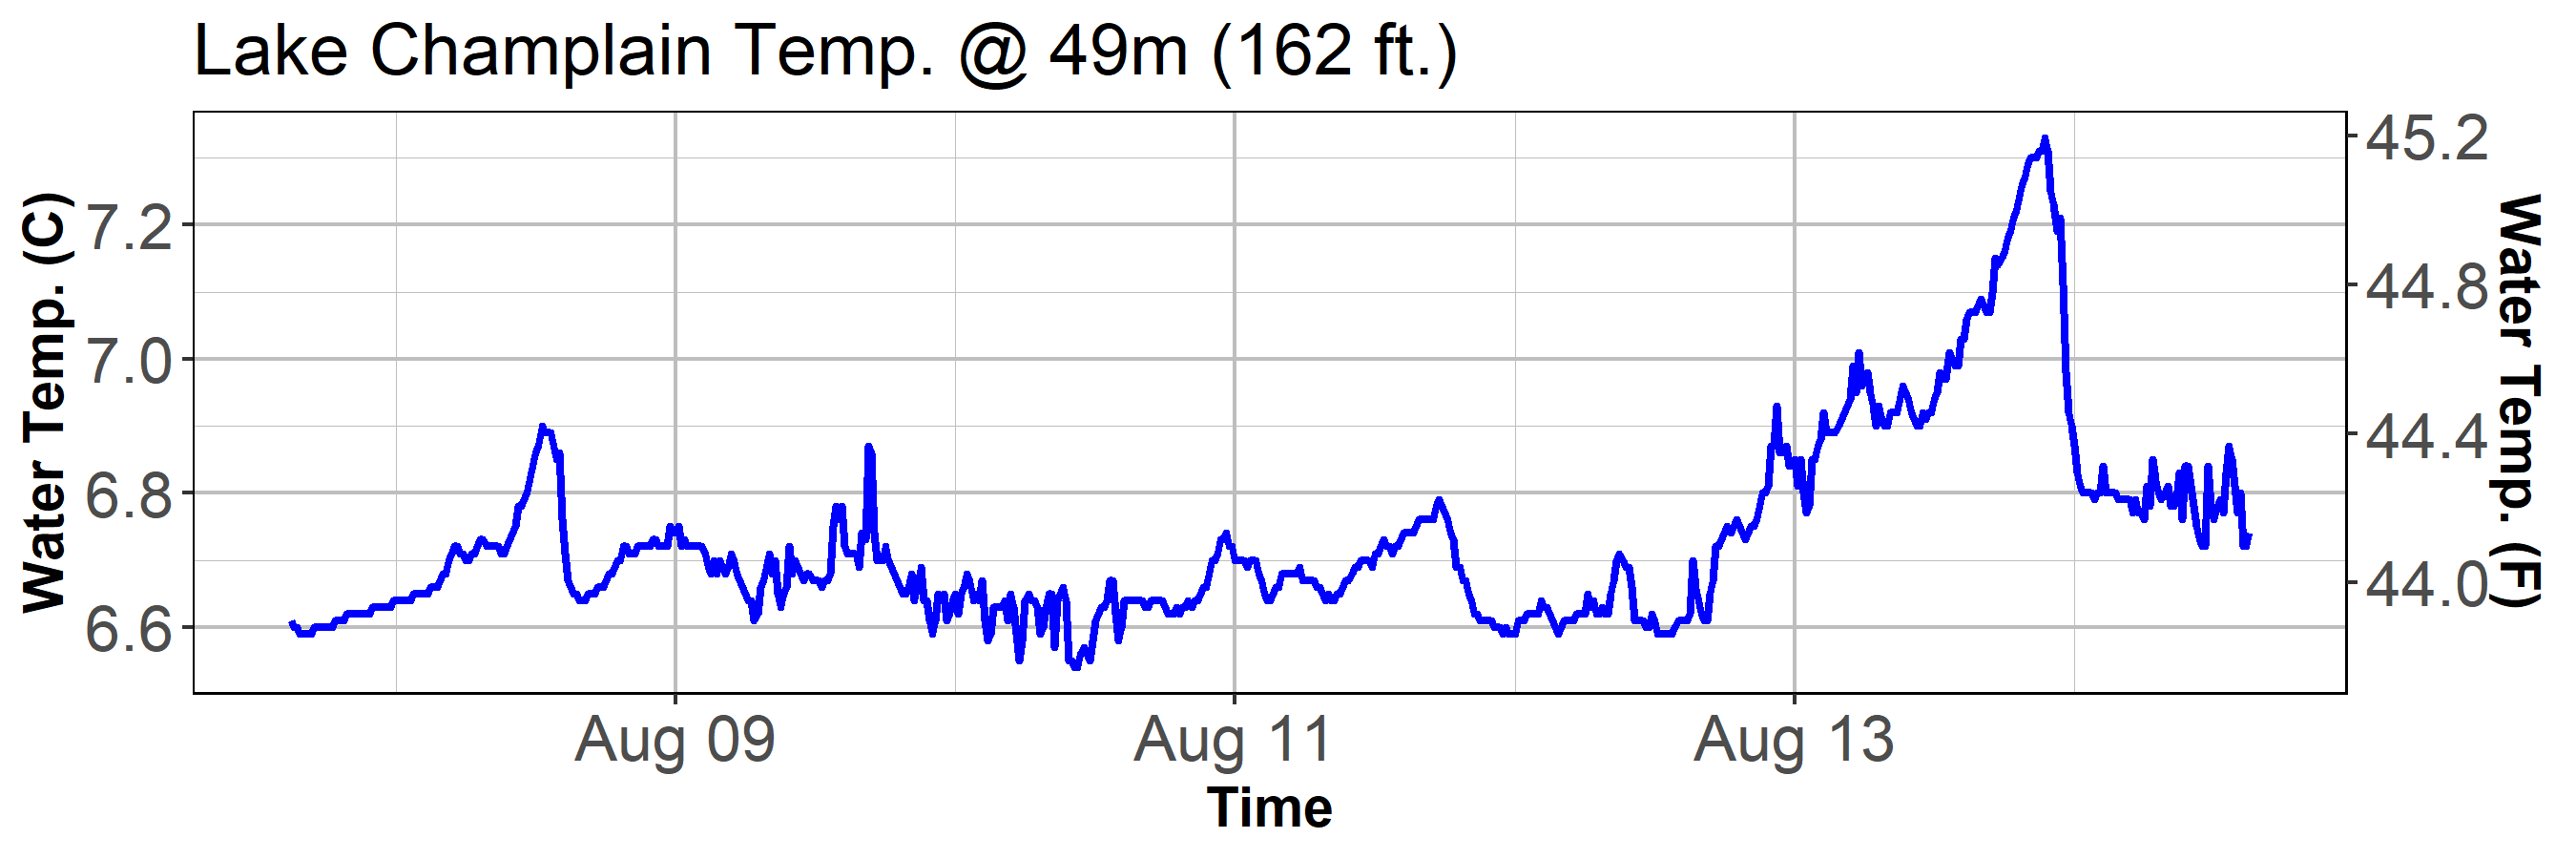 Lake Champlain Temp. @ 49m (162 ft.)
Water Temp. (C)
7.2
7.0
6.8
6.6
45.2
44.8
44.4
44.0
Water Temp. (F)
Aug 09
Aug 11
Aug 13
Time